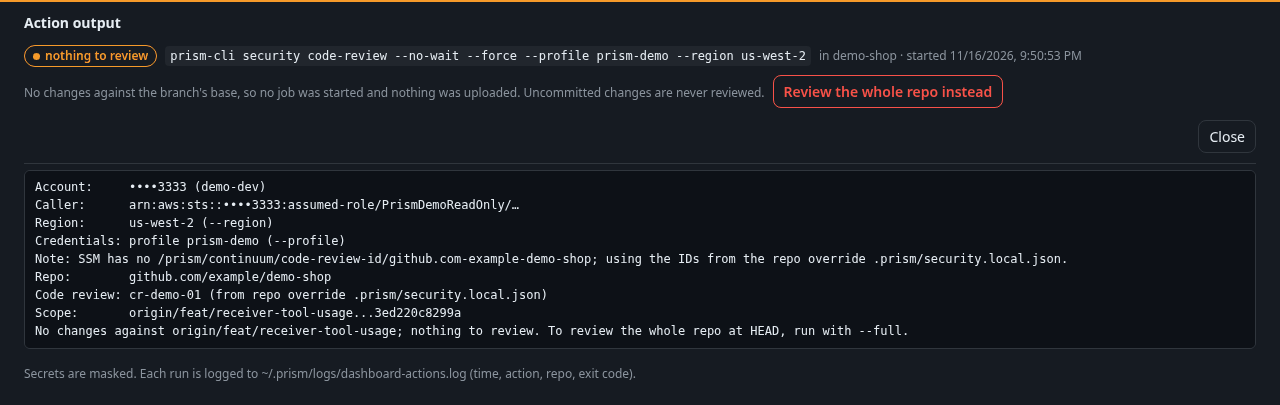 Action output
nothing to review prism-cli security code-review --no-wait --force --profile prism-demo --region us-west-2 in demo-shop · started 11/16/2026, 9:50:53 PM
No changes against the branch's base, so no job was started and nothing was uploaded. Uncommitted changes are never reviewed. Review the whole repo instead
Close
Account: ••••3333 (demo-dev)
Caller: arn:aws:sts::••••3333:assumed-role/PrismDemoReadOnly/…
Region: us-west-2 (--region)
Credentials: profile prism-demo (--profile)
Note: SSM has no /prism/continuum/code-review-id/github.com-example-demo-shop; using the IDs from the repo override .prism/security.local.json.
Repo: github.com/example/demo-shop
Code review: cr-demo-01 (from repo override .prism/security.local.json)
Scope: origin/feat/receiver-tool-usage...3ed220c8299a
No changes against origin/feat/receiver-tool-usage; nothing to review. To review the whole repo at HEAD, run with --full.
Secrets are masked. Each run is logged to ~/.prism/logs/dashboard-actions.log (time, action, repo, exit code).